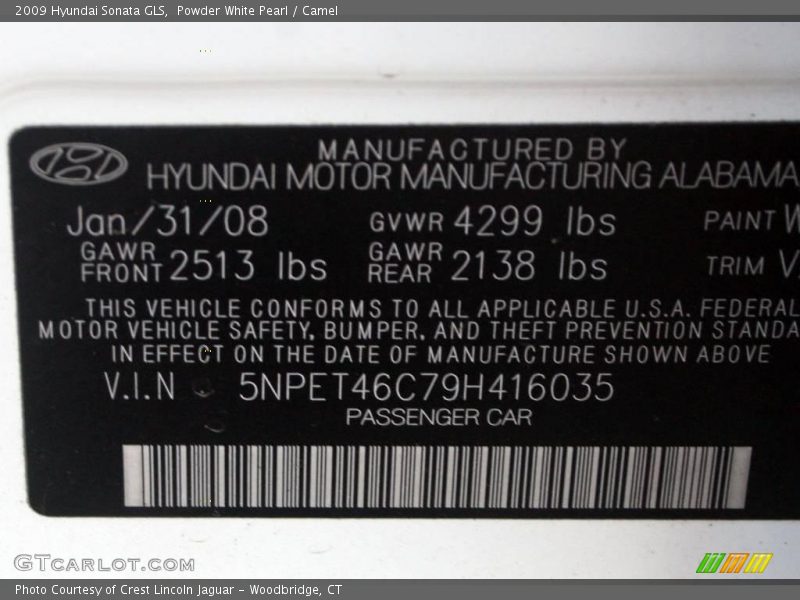 2009 Hyundai Sonata GLS, Powder White Pearl / Camel
MANUFACTURED BY
HYUNDAI MOTOR MANUFACTURING ALABAMA
Jan/31/08 GVWR 4299 lbs PAINT W
GAWR FRONT 2513 lbs GAWR REAR 2138 lbs TRIM V
THIS VEHICLE CONFORMS TO ALL APPLICABLE U.S.A. FEDERAL
MOTOR VEHICLE SAFETY, BUMPER, AND THEFT PREVENTION STANDA
IN EFFECT ON THE DATE OF MANUFACTURE SHOWN ABOVE
V.I.N 5NPET46C79H416035
PASSENGER CAR
GTCARLOT.COM
Photo Courtesy of Crest Lincoln Jaguar - Woodbridge, CT